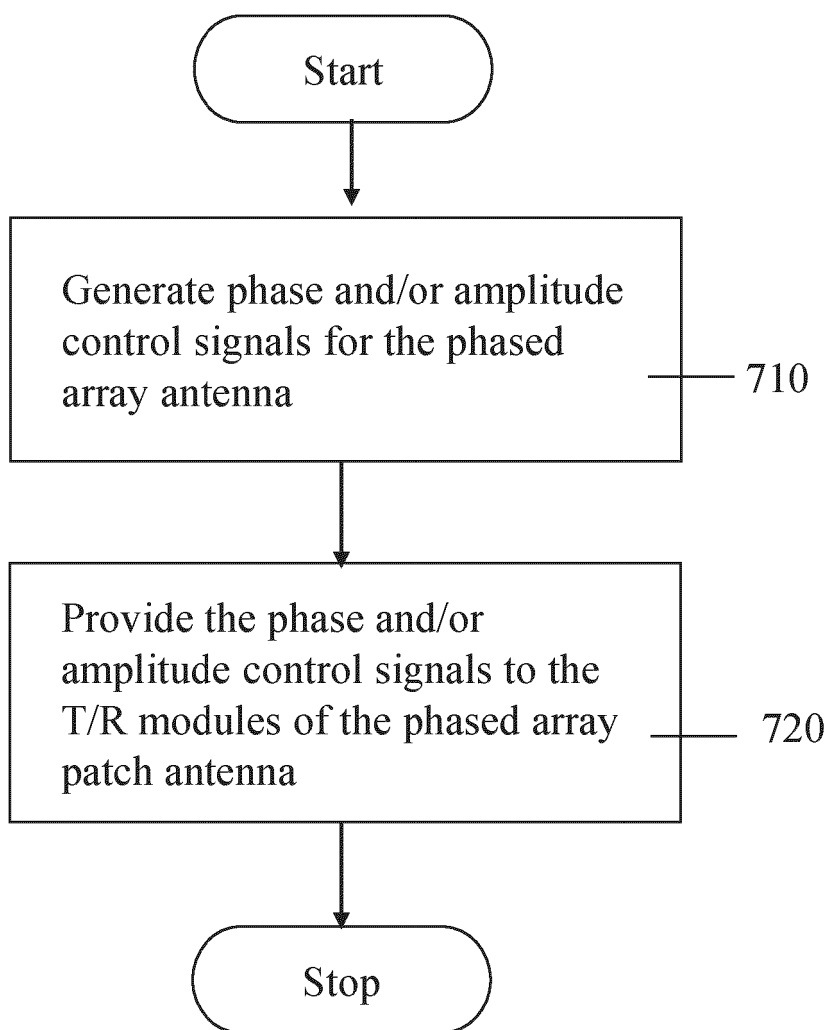 Start
Generate phase and/or amplitude
control signals for the phased
array antenna
710
Provide the phase and/or
amplitude control signals to the
T/R modules of the phased array
patch antenna
720
Stop